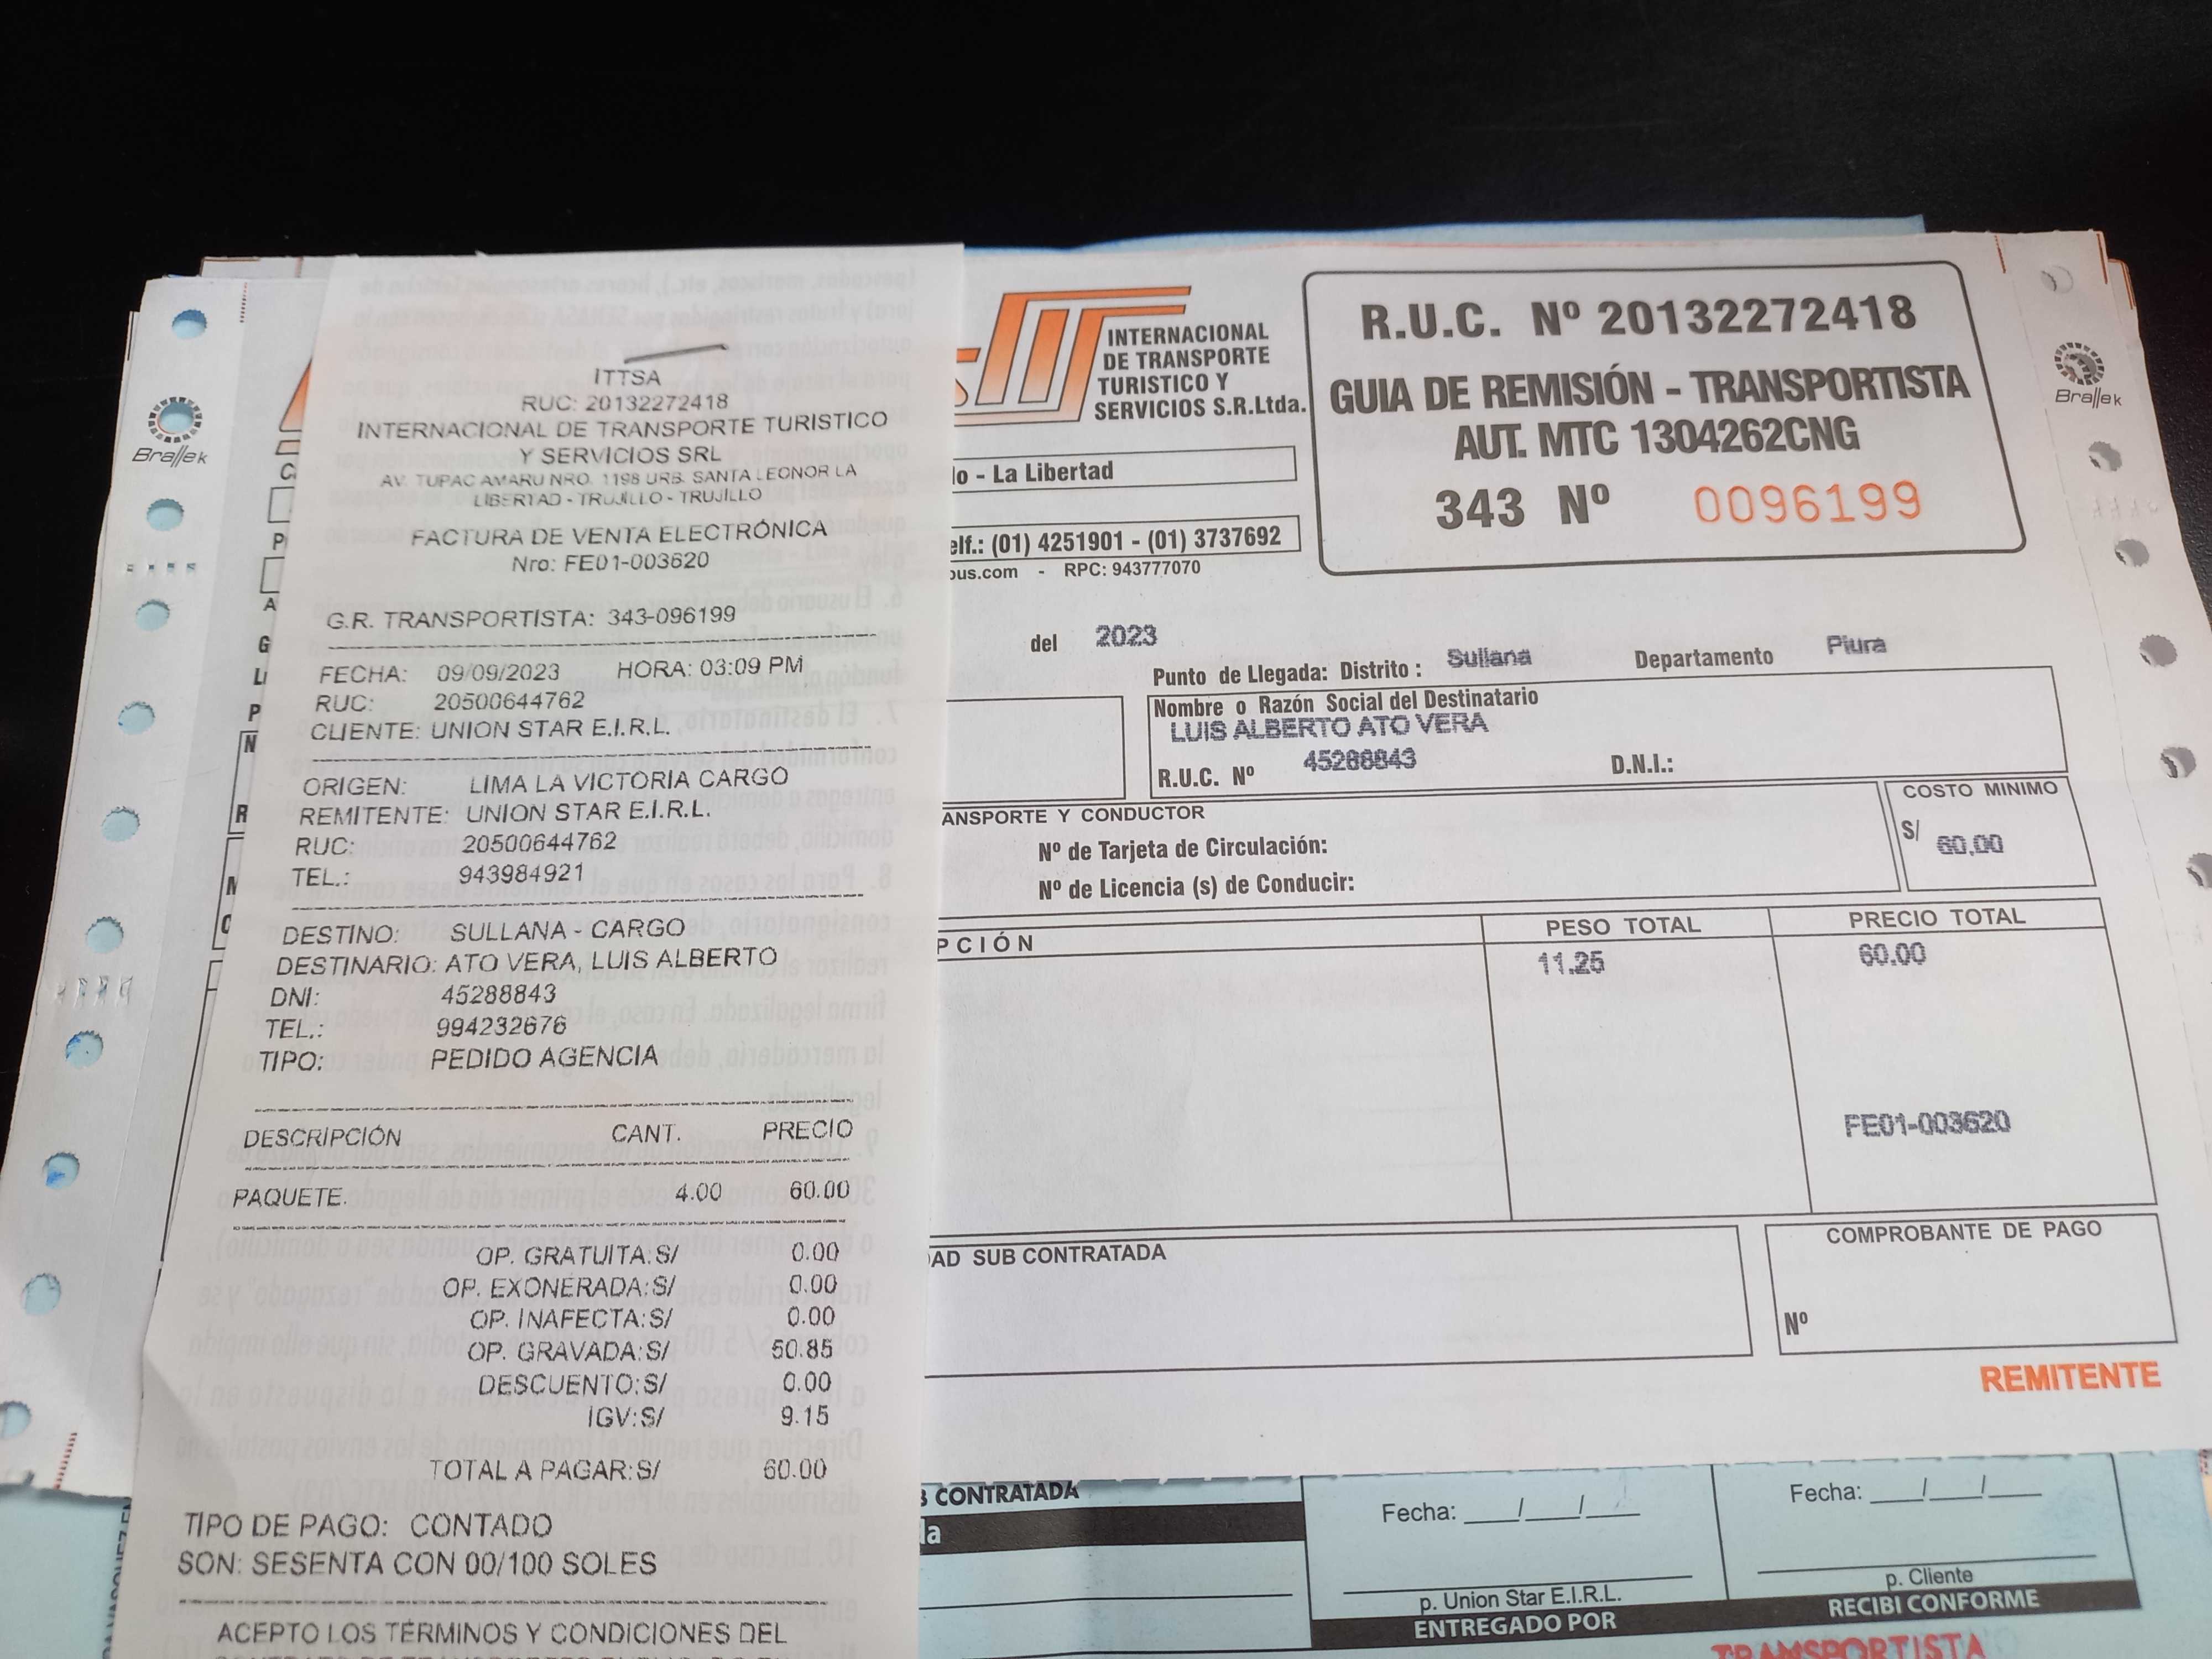 ITTSA
RUC: 20132272418
INTERNACIONAL DE TRANSPORTE TURISTICO
Y SERVICIOS SRL
AV. TUPAC AMARU NRO. 1198 URB. SANTA LEONOR LA
LIBERTAD - TRUJILLO - TRUJILLO
FACTURA DE VENTA ELECTRÓNICA
Nro: FE01-003620
G.R. TRANSPORTISTA: 343-096199
FECHA: 09/09/2023 HORA: 03:09 PM
RUC: 20500644762
CLIENTE: UNION STAR E.I.R.L.
ORIGEN: LIMA LA VICTORIA CARGO
REMITENTE: UNION STAR E.I.R.L.
RUC: 20500644762
TEL.: 943984921
DESTINO: SULLANA - CARGO
DESTINARIO: ATO VERA, LUIS ALBERTO
DNI: 45288843
TEL.: 994232676
TIPO: PEDIDO AGENCIA
DESCRIPCIÓN CANT. PRECIO
PAQUETE. 4.00 60.00
OP. GRATUITA:S/ 0.00
OP. EXONERADA:S/ 0.00
OP. INAFECTA:S/ 0.00
OP. GRAVADA:S/ 50.85
DESCUENTO:S/ 0.00
IGV:S/ 9.15
TOTAL A PAGAR:S/ 60.00
TIPO DE PAGO: CONTADO
SON: SESENTA CON 00/100 SOLES
ACEPTO LOS TÉRMINOS Y CONDICIONES DEL
Brallek
INTERNACIONAL
DE TRANSPORTE
TURISTICO Y
SERVICIOS S.R.Ltda.
lo - La Libertad
elf.: (01) 4251901 - (01) 3737692
bus.com - RPC: 943777070
R.U.C. Nº 20132272418
GUIA DE REMISIÓN - TRANSPORTISTA
AUT. MTC 1304262CNG
343 Nº 0096199
Brallek
del 2023
Punto de Llegada: Distrito : Sullana Departamento Piura
Nombre o Razón Social del Destinatario
LUIS ALBERTO ATO VERA
R.U.C. Nº 45288843 D.N.I.:
ANSPORTE Y CONDUCTOR
Nº de Tarjeta de Circulación:
Nº de Licencia (s) de Conducir:
COSTO MINIMO
S/ 60,00
PCIÓN PESO TOTAL PRECIO TOTAL
11.25 60.00
FE01-003620
AD SUB CONTRATADA
COMPROBANTE DE PAGO
Nº
REMITENTE
B CONTRATADA
da
Fecha: ___/___/___
p. Union Star E.I.R.L.
ENTREGADO POR
Fecha: ___/___/___
p. Cliente
RECIBI CONFORME
TRANSPORTISTA